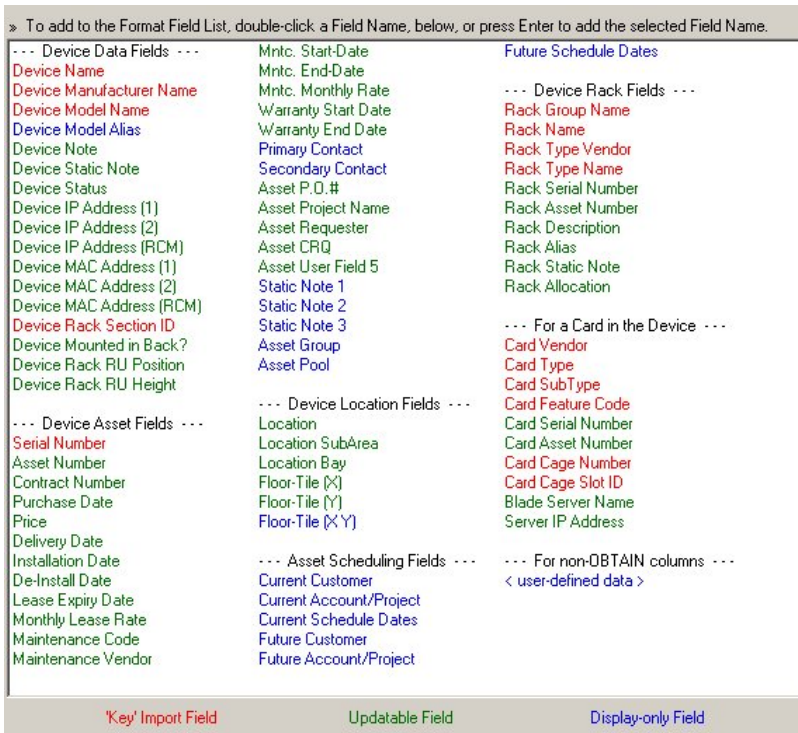 » To add to the Format Field List, double-click a Field Name, below, or press Enter to add the selected Field Name.
--- Device Data Fields ---
Device Name
Device Manufacturer Name
Device Model Name
Device Model Alias
Device Note
Device Static Note
Device Status
Device IP Address (1)
Device IP Address (2)
Device IP Address (RCM)
Device MAC Address (1)
Device MAC Address (2)
Device MAC Address (RCM)
Device Rack Section ID
Device Mounted in Back?
Device Rack RU Position
Device Rack RU Height
--- Device Asset Fields ---
Serial Number
Asset Number
Contract Number
Purchase Date
Price
Delivery Date
Installation Date
De-Install Date
Lease Expiry Date
Monthly Lease Rate
Maintenance Code
Maintenance Vendor
Mntc. Start-Date
Mntc. End-Date
Mntc. Monthly Rate
Warranty Start Date
Warranty End Date
Primary Contact
Secondary Contact
Asset P.O.#
Asset Project Name
Asset Requester
Asset CRQ
Asset User Field 5
Static Note 1
Static Note 2
Static Note 3
Asset Group
Asset Pool
--- Device Location Fields ---
Location
Location SubArea
Location Bay
Floor-Tile (X)
Floor-Tile (Y)
Floor-Tile (X Y)
--- Asset Scheduling Fields ---
Current Customer
Current Account/Project
Current Schedule Dates
Future Customer
Future Account/Project
Future Schedule Dates
--- Device Rack Fields ---
Rack Group Name
Rack Name
Rack Type Vendor
Rack Type Name
Rack Serial Number
Rack Asset Number
Rack Description
Rack Alias
Rack Static Note
Rack Allocation
--- For a Card in the Device ---
Card Vendor
Card Type
Card SubType
Card Feature Code
Card Serial Number
Card Asset Number
Card Cage Number
Card Cage Slot ID
Blade Server Name
Server IP Address
--- For non-OBTAIN columns ---
< user-defined data >
'Key' Import Field
Updatable Field
Display-only Field